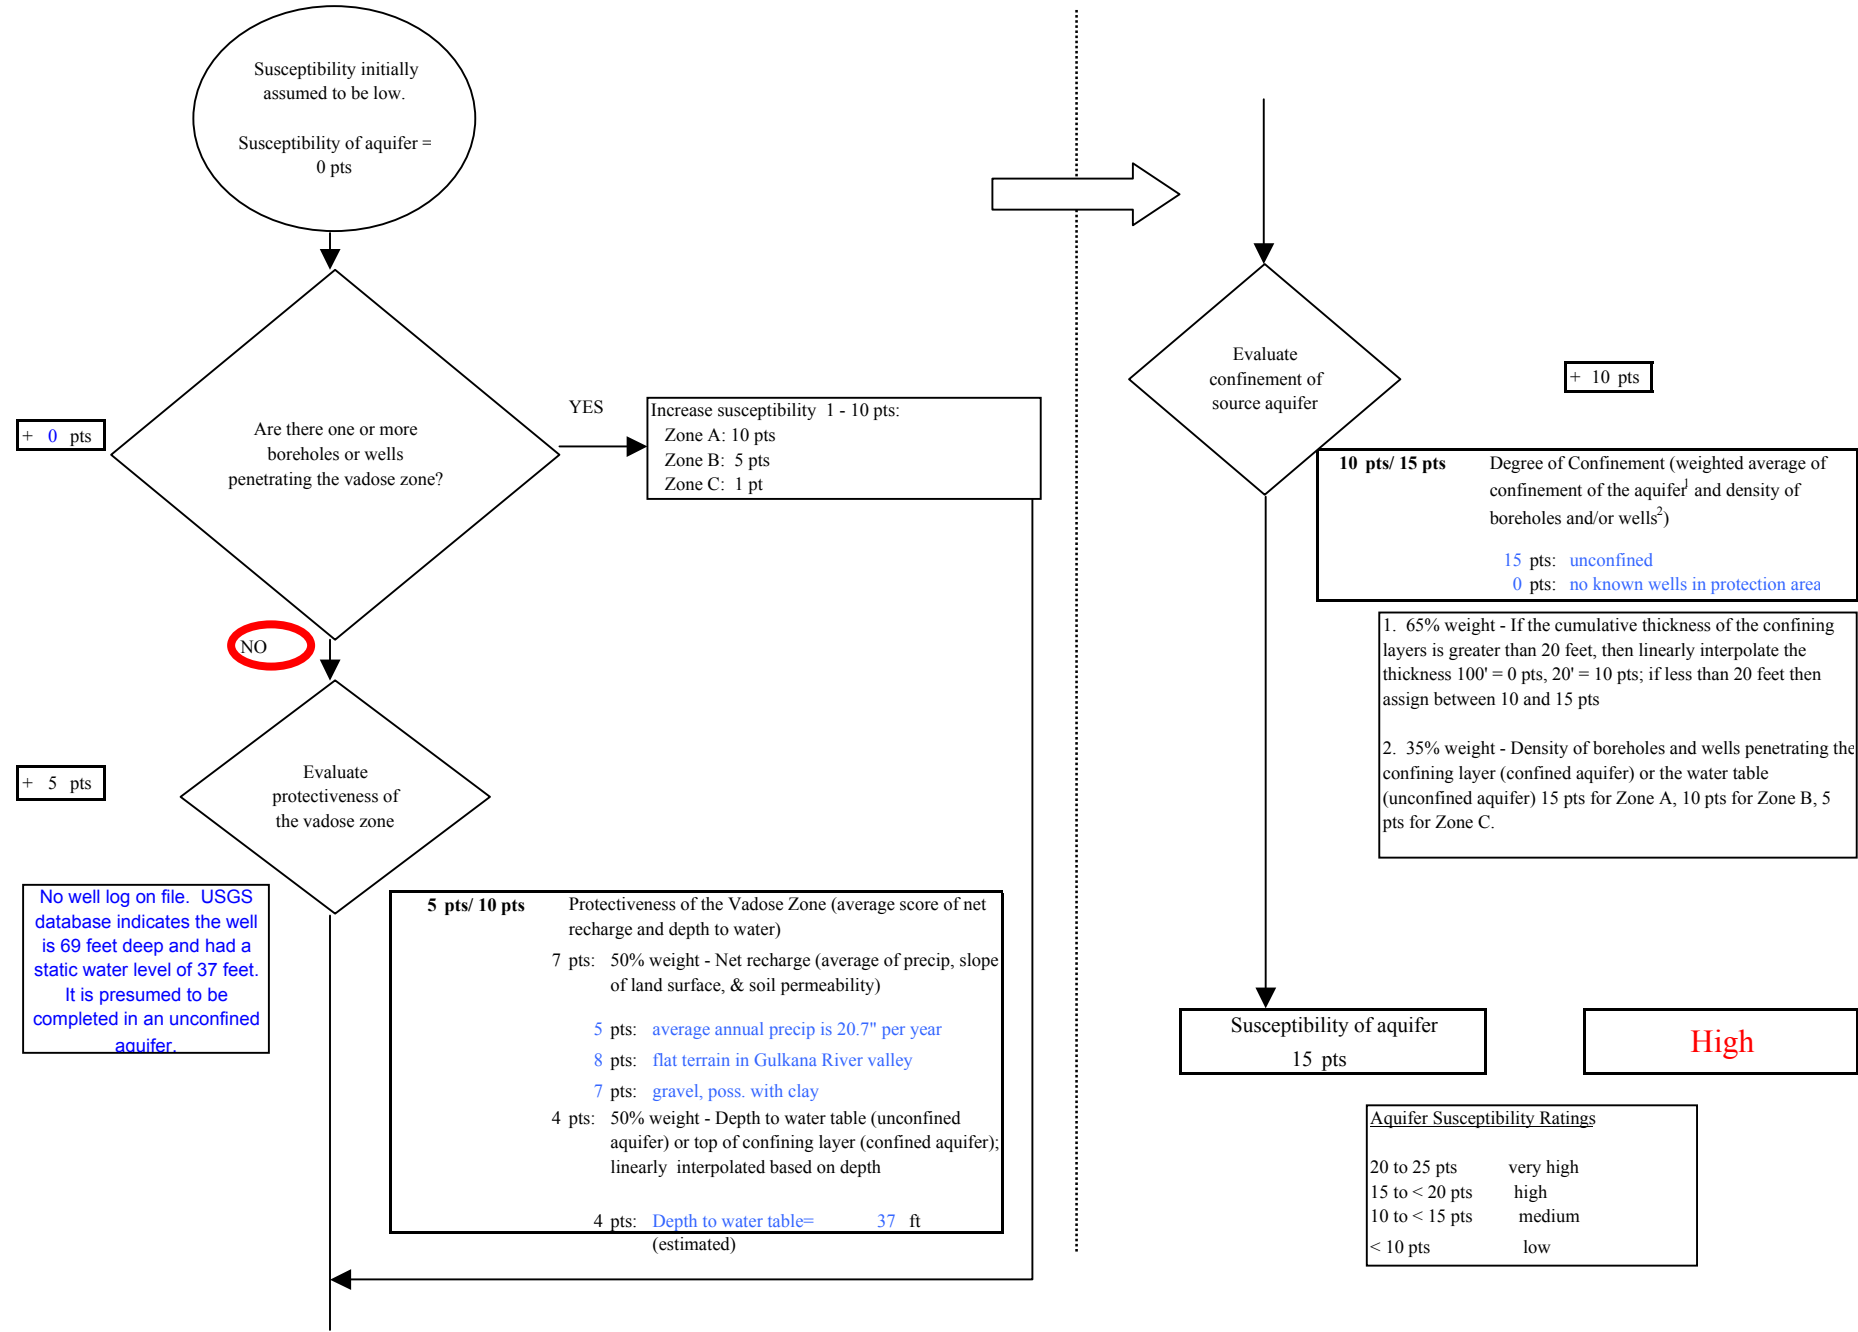 Susceptibility initially
assumed to be low.
Susceptibility of aquifer =
0 pts
+ 0 pts
Are there one or more
boreholes or wells
penetrating the vadose zone?
YES
Increase susceptibility 1 - 10 pts:
Zone A: 10 pts
Zone B: 5 pts
Zone C: 1 pt
NO
+ 5 pts
Evaluate
protectiveness of
the vadose zone
No well log on file. USGS
database indicates the well
is 69 feet deep and had a
static water level of 37 feet.
It is presumed to be
completed in an unconfined
aquifer.
5 pts/ 10 pts Protectiveness of the Vadose Zone (average score of net
recharge and depth to water)
7 pts: 50% weight - Net recharge (average of precip, slope
of land surface, & soil permeability)
5 pts: average annual precip is 20.7" per year
8 pts: flat terrain in Gulkana River valley
7 pts: gravel, poss. with clay
4 pts: 50% weight - Depth to water table (unconfined
aquifer) or top of confining layer (confined aquifer);
linearly interpolated based on depth
4 pts: Depth to water table= 37 ft
(estimated)
Evaluate
confinement of
source aquifer
+ 10 pts
10 pts/ 15 pts Degree of Confinement (weighted average of
confinement of the aquifer1 and density of
boreholes and/or wells2)
15 pts: unconfined
0 pts: no known wells in protection area
1. 65% weight - If the cumulative thickness of the confining
layers is greater than 20 feet, then linearly interpolate the
thickness 100' = 0 pts, 20' = 10 pts; if less than 20 feet then
assign between 10 and 15 pts
2. 35% weight - Density of boreholes and wells penetrating the
confining layer (confined aquifer) or the water table
(unconfined aquifer) 15 pts for Zone A, 10 pts for Zone B, 5
pts for Zone C.
Susceptibility of aquifer
15 pts
High
Aquifer Susceptibility Ratings
20 to 25 pts very high
15 to < 20 pts high
10 to < 15 pts medium
< 10 pts low